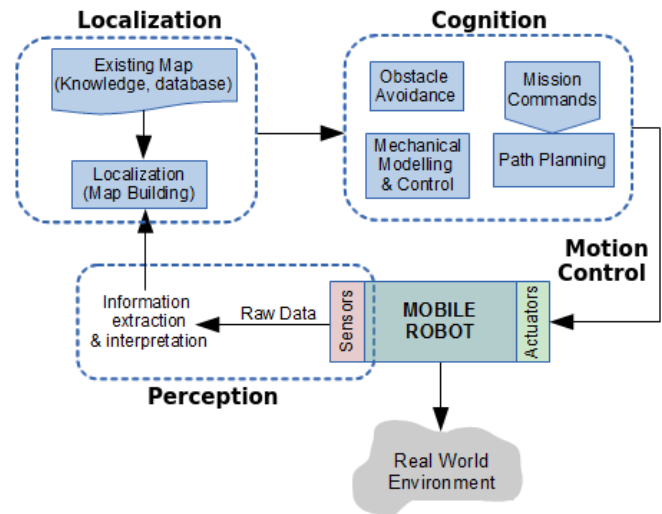 Localization
Existing Map
(Knowledge, database)
Localization
(Map Building)
Cognition
Obstacle
Avoidance
Mission
Commands
Mechanical
Modelling
& Control
Path Planning
Motion
Control
Information
extraction
& interpretation
Raw Data
Sensors
MOBILE
ROBOT
Actuators
Perception
Real World
Environment